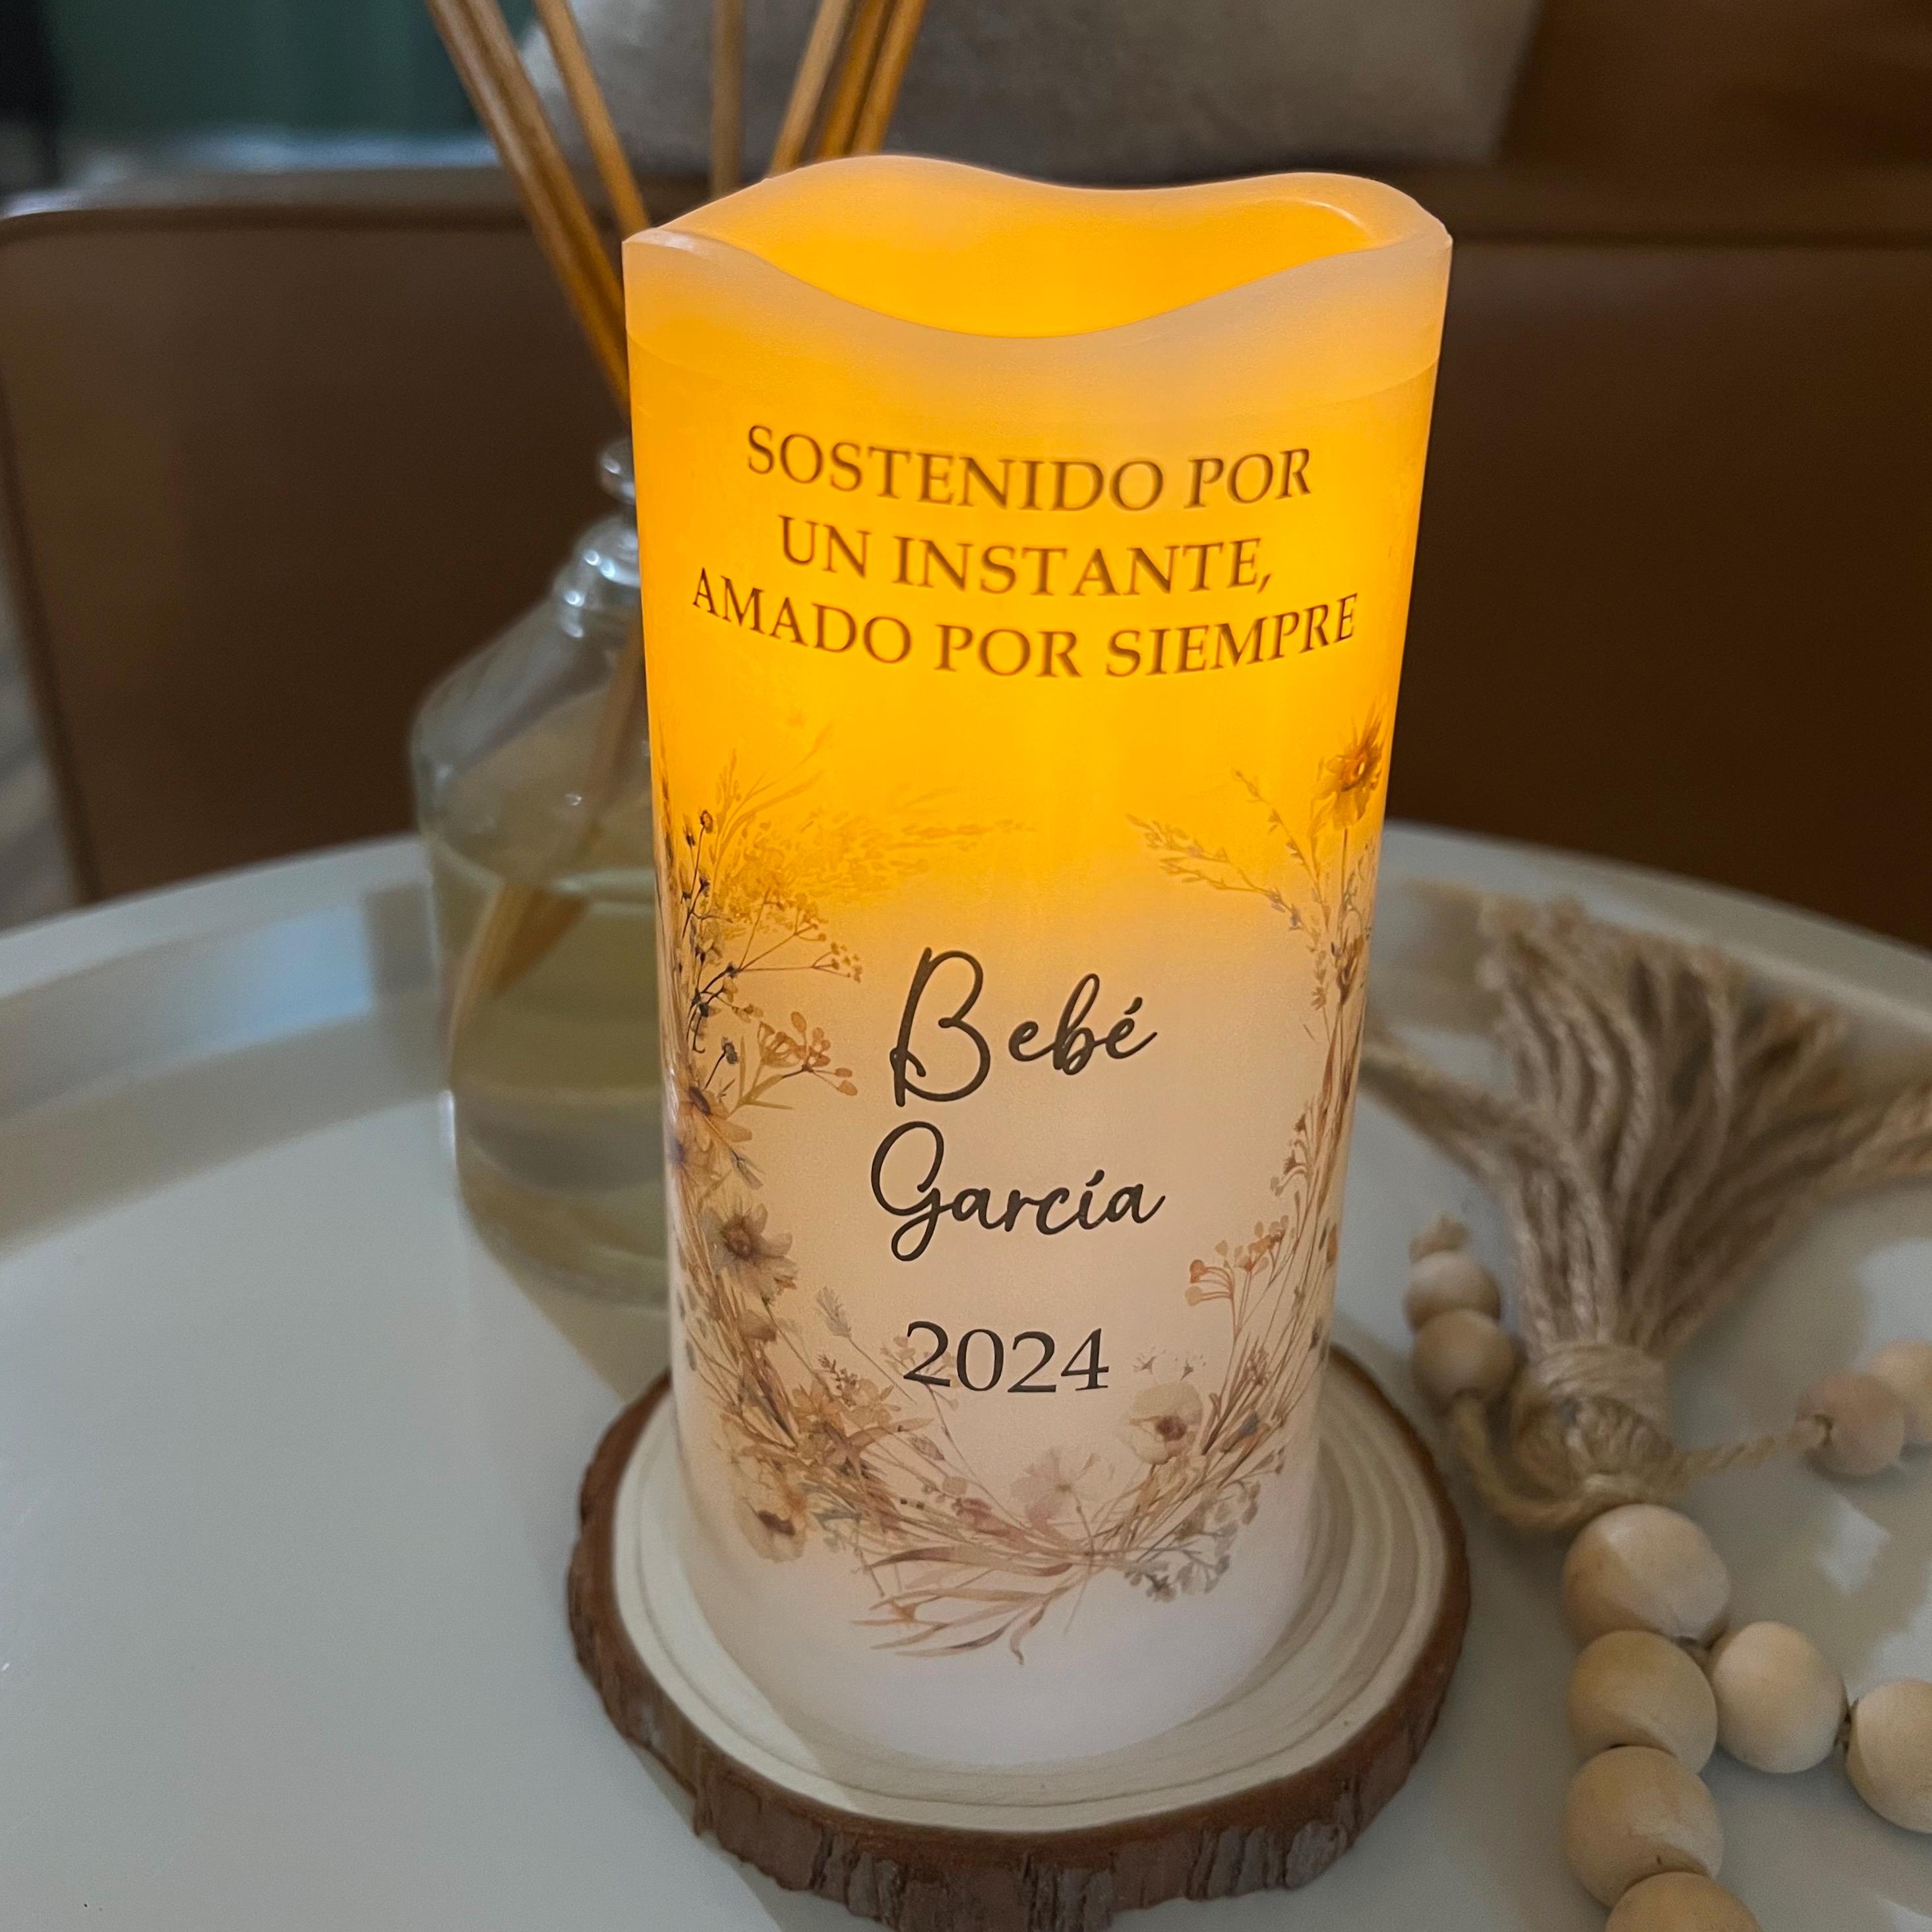 SOSTENIDO POR
UN INSTANTE,
AMADO POR SIEMPRE
Bebé
García
2024